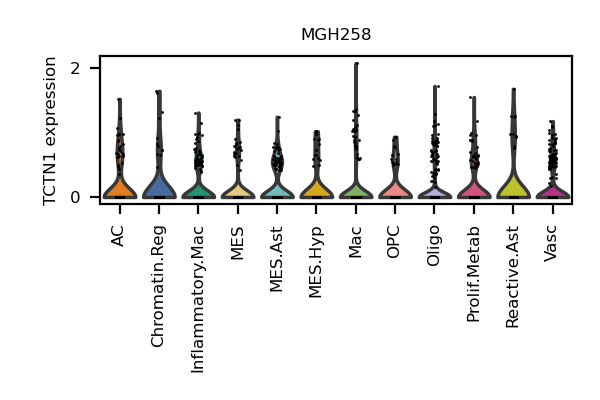 MGH258
TCTN1 expression
2
0
AC
Chromatin.Reg
Inflammatory.Mac
MES
MES.Ast
MES.Hyp
Mac
OPC
Oligo
Prolif.Metab
Reactive.Ast
Vasc